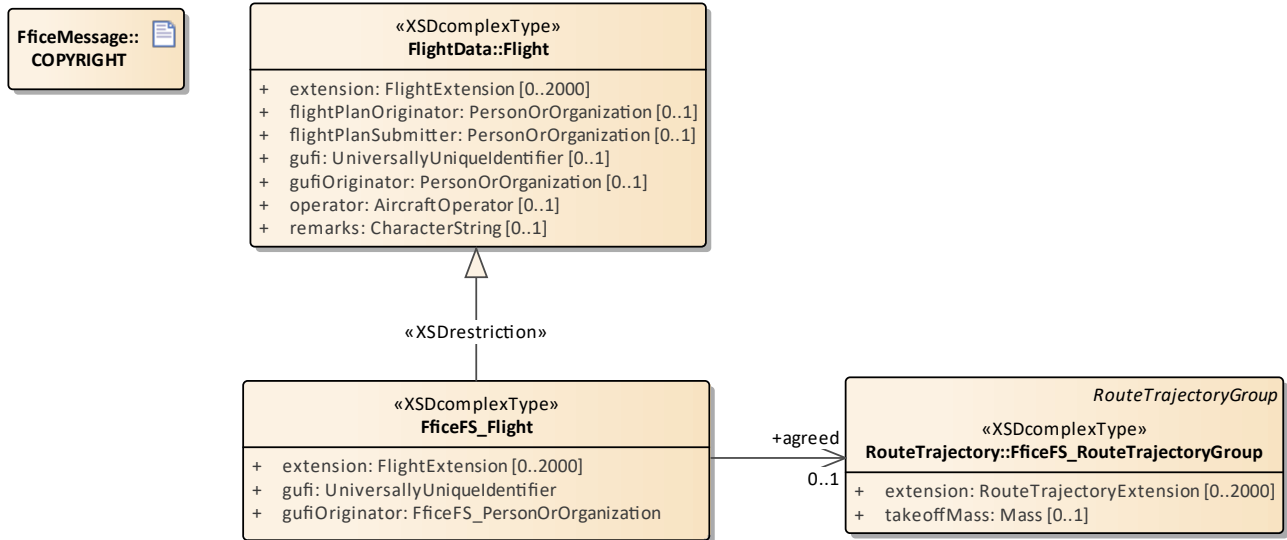 FficeMessage::
COPYRIGHT
«XSDcomplexType»
FlightData::Flight
+ extension: FlightExtension [0..2000]
+ flightPlanOriginator: PersonOrOrganization [0..1]
+ flightPlanSubmitter: PersonOrOrganization [0..1]
+ gufi: UniversallyUniqueIdentifier [0..1]
+ gufiOriginator: PersonOrOrganization [0..1]
+ operator: AircraftOperator [0..1]
+ remarks: CharacterString [0..1]
«XSDrestriction»
«XSDcomplexType»
FficeFS_Flight
+ extension: FlightExtension [0..2000]
+ gufi: UniversallyUniqueIdentifier
+ gufiOriginator: FficeFS_PersonOrOrganization
+agreed
0..1
RouteTrajectoryGroup
«XSDcomplexType»
RouteTrajectory::FficeFS_RouteTrajectoryGroup
+ extension: RouteTrajectoryExtension [0..2000]
+ takeoffMass: Mass [0..1]